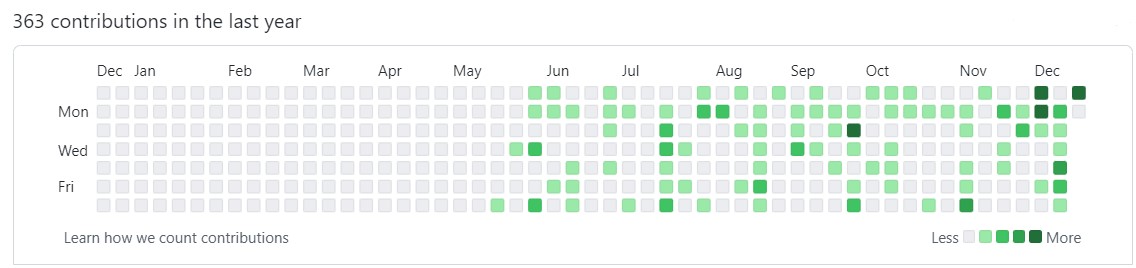 363 contributions in the last year
Dec Jan Feb Mar Apr May Jun Jul Aug Sep Oct Nov Dec
Mon
Wed
Fri
Learn how we count contributions
Less More